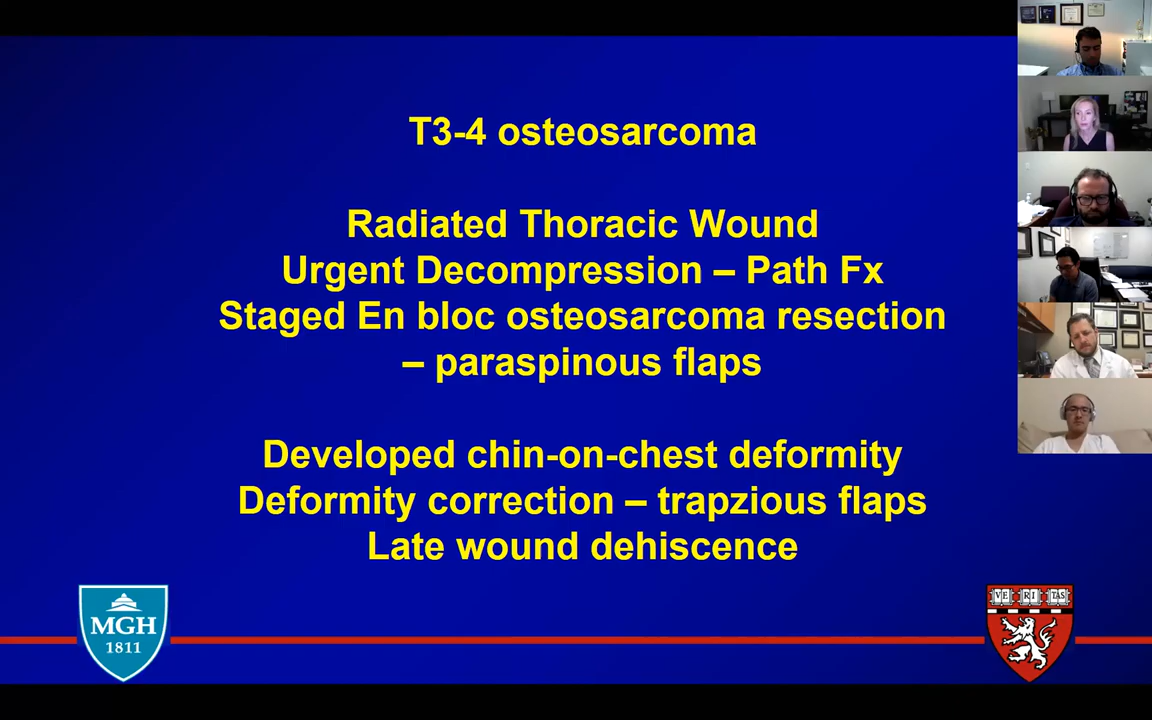 T3-4 osteosarcoma
Radiated Thoracic Wound
Urgent Decompression – Path Fx
Staged En bloc osteosarcoma resection
– paraspinous flaps
Developed chin-on-chest deformity
Deformity correction – trapzious flaps
Late wound dehiscence
MGH
1811
VE RI TAS